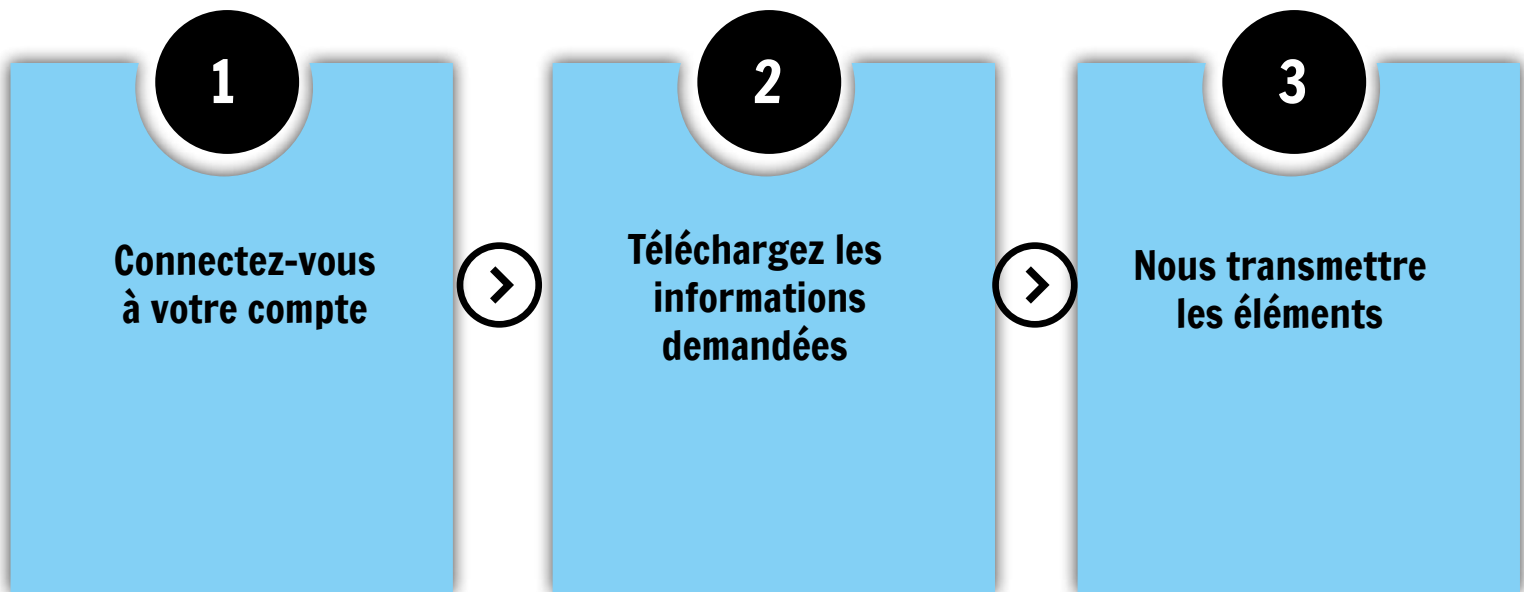 1
Connectez-vous
à votre compte
2
Téléchargez les
informations
demandées
3
Nous transmettre
les éléments